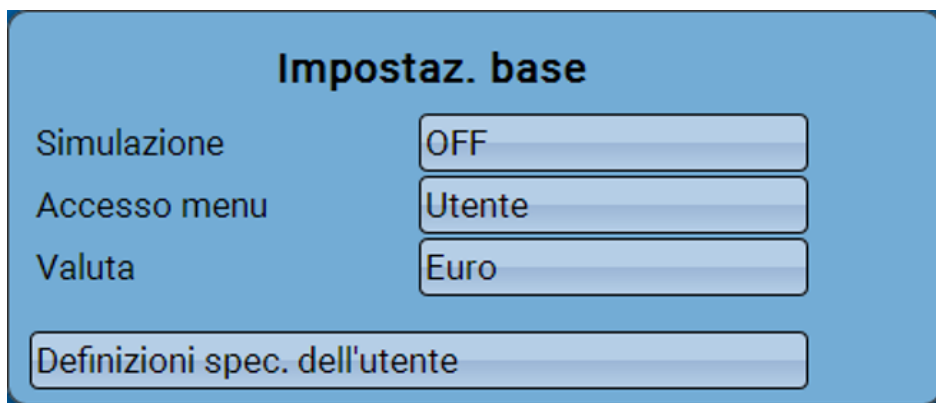 Impostaz. base
Simulazione OFF
Accesso menu Utente
Valuta Euro
Definizioni spec. dell'utente